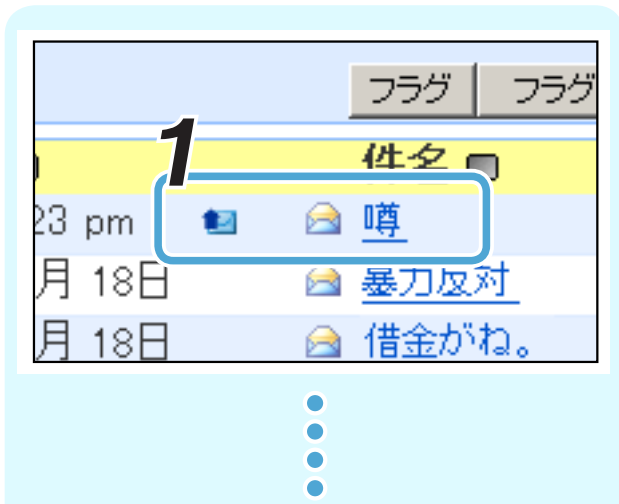 フラグ フラグ
1
件名
23 pm 噂
月 18日 暴力反対
月 18日 借金がね。